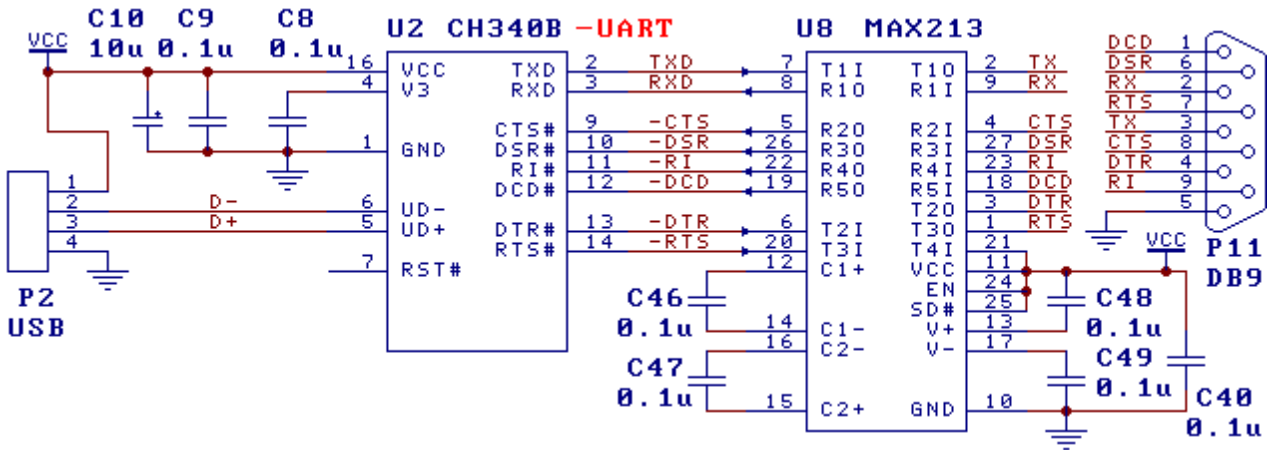 C10 C9 C8
10u 0.1u 0.1u
VCC
U2 CH340B -UART
16 VCC TXD 2 TXD
4 V3 RXD 3 RXD
CTS# 9 -CTS
1 GND DSR# 10 -DSR
RI# 11 -RI
DCD# 12 -DCD
6 UD- DTR# 13 -DTR
5 UD+ RTS# 14 -RTS
7 RST#
1
2 D-
3 D+
4
P2
USB
U8 MAX213
7 T1I T1O 2 TX
8 R1O R1I 9 RX
5 R2O R2I 4 CTS
26 R3O R3I 27 DSR
22 R4O R4I 23 RI
19 R5O R5I 18 DCD
T2O 3 DTR
6 T2I T3O 1 RTS
20 T3I T4I 21
12 C1+ VCC 11
EN 24
SD# 25
14 C1- V+ 13
16 C2- V- 17
15 C2+ GND 10
C46
0.1u
C47
0.1u
VCC
C48
0.1u
C49
0.1u
C40
0.1u
DCD 1
DSR 6
RX 2
RTS 7
TX 3
CTS 8
DTR 4
RI 9
5
P11
DB9